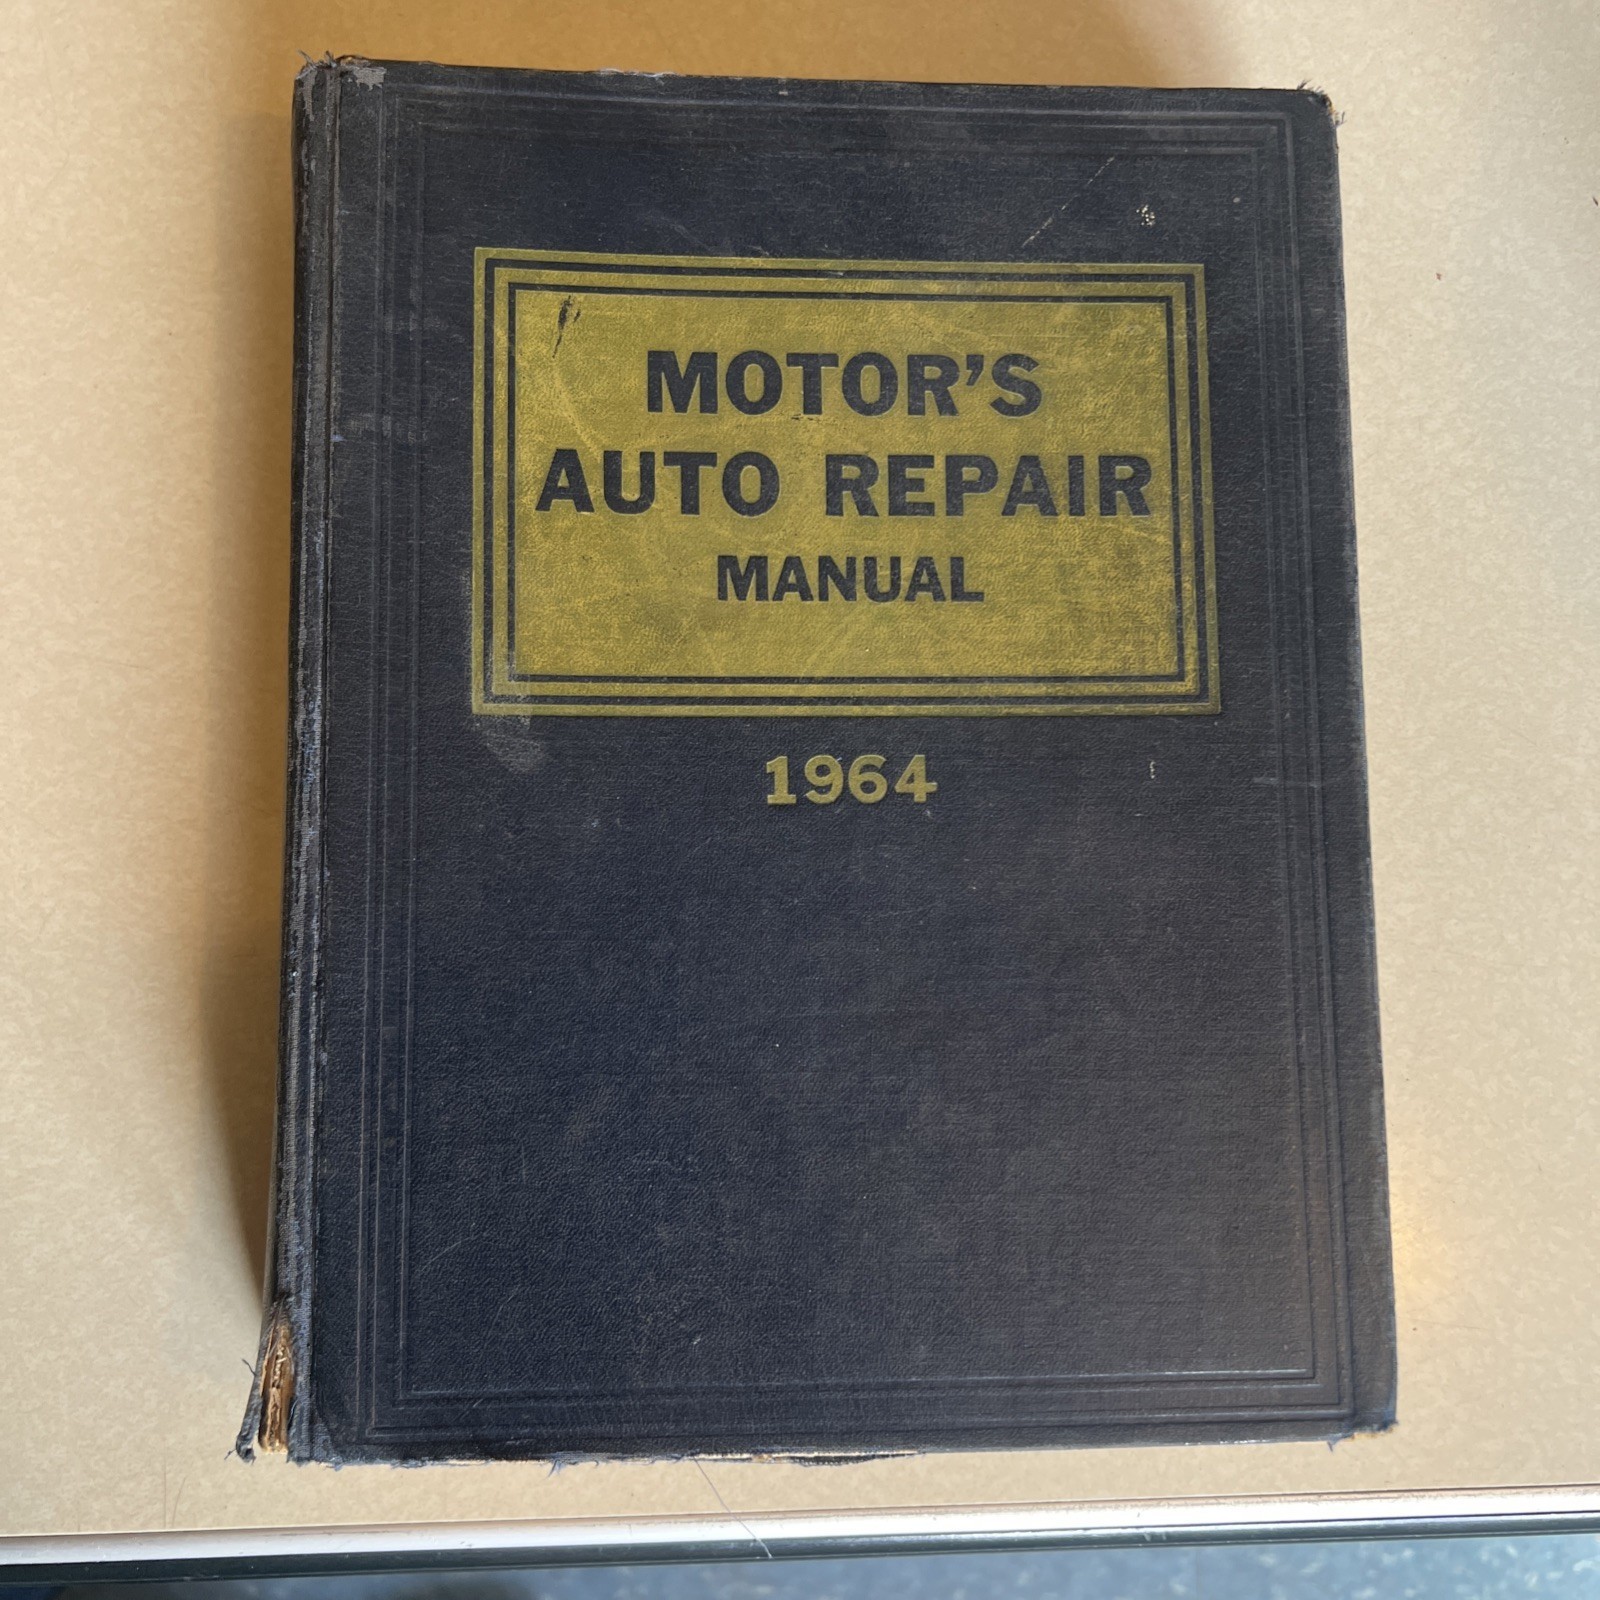 MOTOR'S
AUTO REPAIR
MANUAL
1964